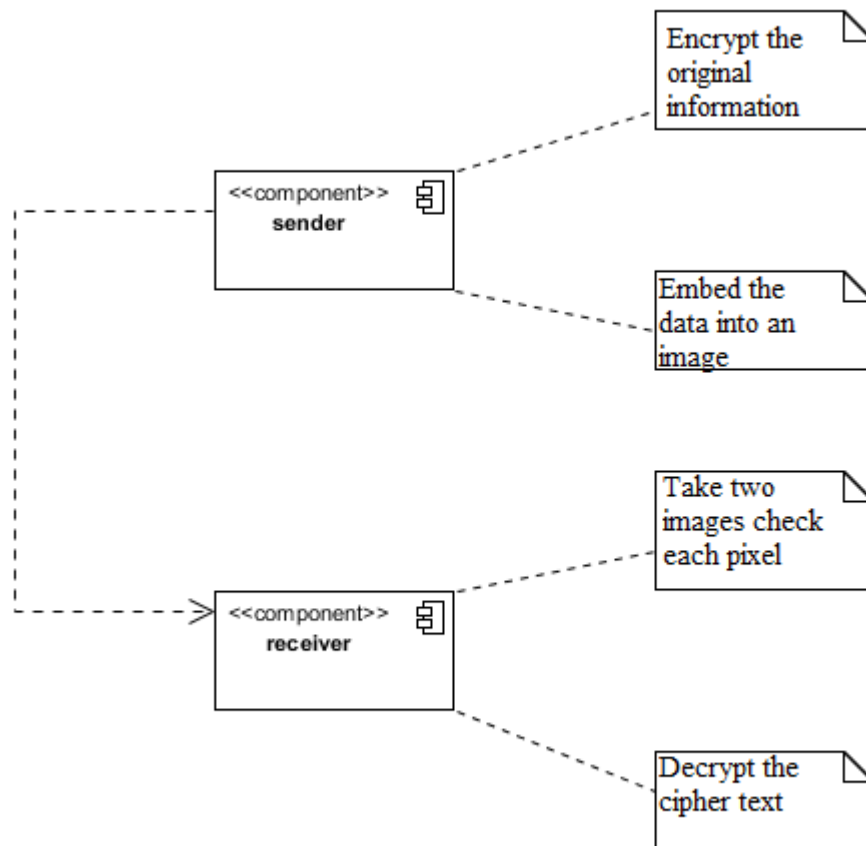 Encrypt the
original
information
<<component>>
sender
Embed the
data into an
image
Take two
images check
each pixel
<<component>>
receiver
Decrypt the
cipher text